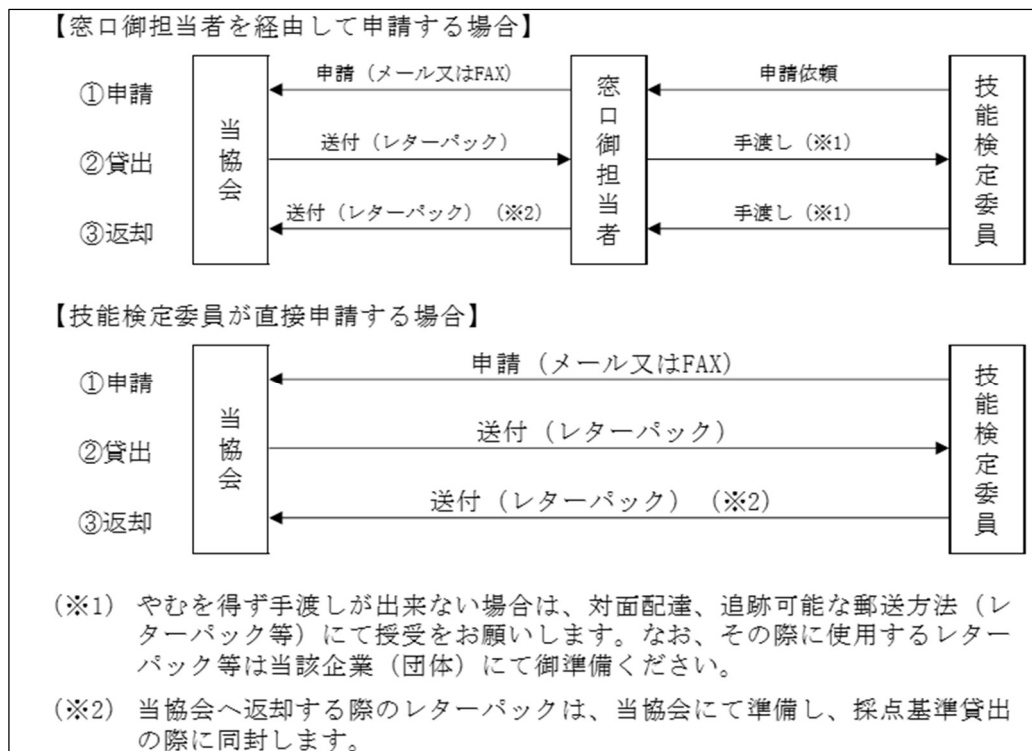 【窓口御担当者を経由して申請する場合】
申請（メール又はFAX）
申請依頼
①申請
送付（レターパック）
手渡し（※1）
②貸出
送付（レターパック）（※2）
手渡し（※1）
③返却
当協会
窓口御担当者
技能検定委員
【技能検定委員が直接申請する場合】
申請（メール又はFAX）
①申請
送付（レターパック）
②貸出
送付（レターパック）（※2）
③返却
当協会
技能検定委員
（※1） やむを得ず手渡しが出来ない場合は、対面配達、追跡可能な郵送方法（レ
ターパック等）にて授受をお願いします。なお、その際に使用するレター
パック等は当該企業（団体）にて御準備ください。
（※2） 当協会へ返却する際のレターパックは、当協会にて準備し、採点基準貸出
の際に同封します。